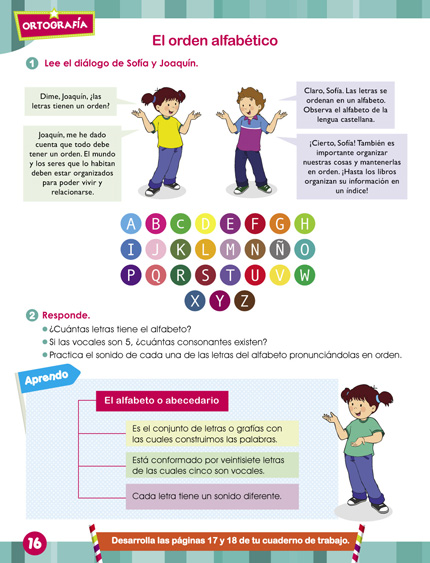 ORTOGRAFÍA
El orden alfabético
1 Lee el diálogo de Sofía y Joaquín.
Dime, Joaquín, ¿las
letras tienen un orden?
Claro, Sofía. Las letras se
ordenan en un alfabeto.
Observa el alfabeto de la
lengua castellana.
Joaquín, me he dado
cuenta que todo debe
tener un orden. El mundo
y los seres que lo habitan
deben estar organizados
para poder vivir y
relacionarse.
¡Cierto, Sofía! También es
importante organizar
nuestras cosas y mantenerlas
en orden. ¡Hasta los libros
organizan su información en
un índice!
A B C D E F G H
I J K L M N Ñ O
P Q R S T U V W
X Y Z
2 Responde.
¿Cuántas letras tiene el alfabeto?
Si las vocales son 5, ¿cuántas consonantes existen?
Practica el sonido de cada una de las letras del alfabeto pronunciándolas en orden.
Aprendo
El alfabeto o abecedario
Es el conjunto de letras o grafías con
las cuales construimos las palabras.
Está conformado por veintisiete letras
de las cuales cinco son vocales.
Cada letra tiene un sonido diferente.
16
Desarrolla las páginas 17 y 18 de tu cuaderno de trabajo.